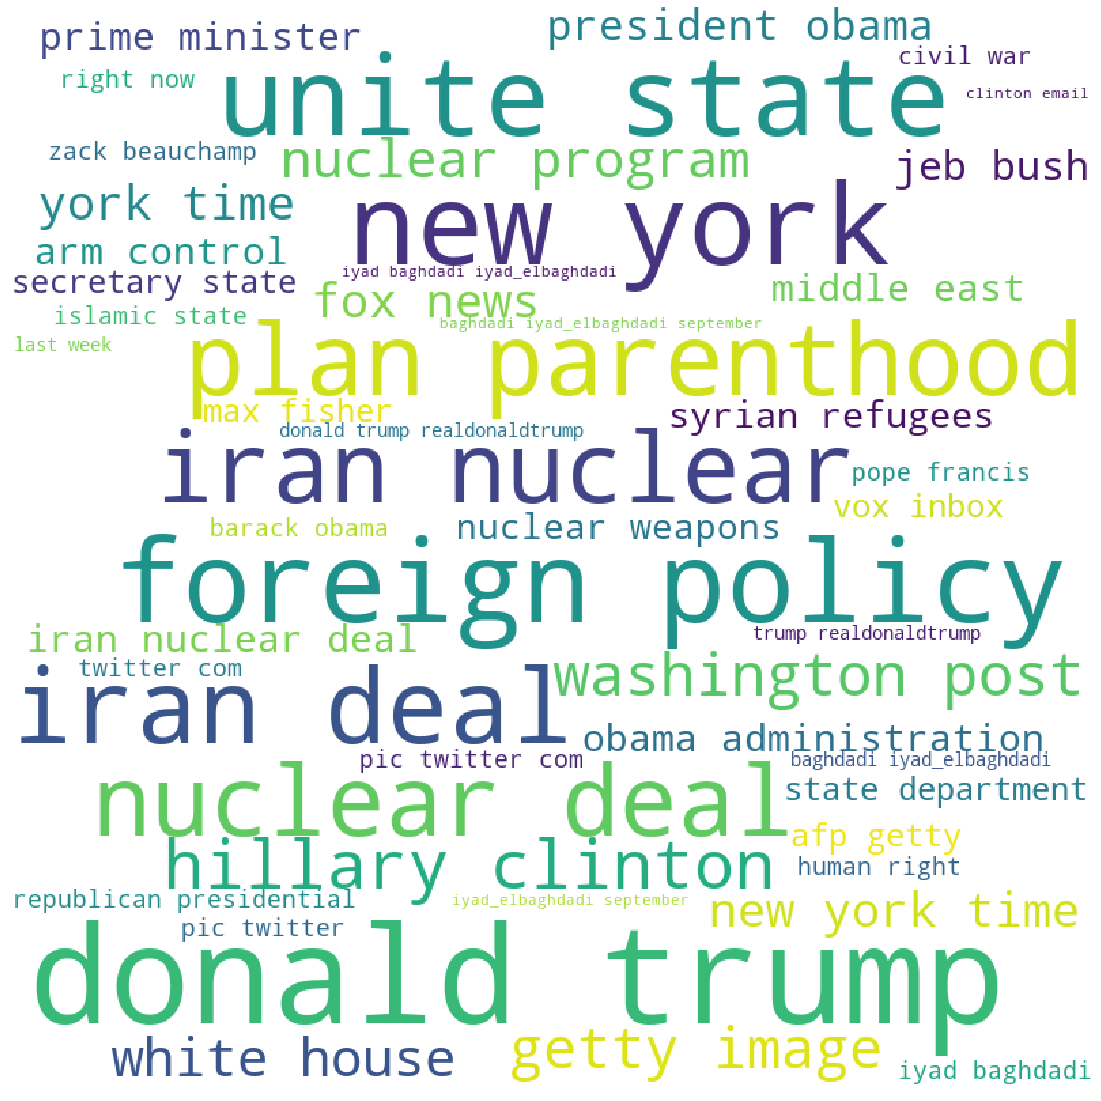 prime minister
president obama
civil war
right now
unite state
clinton email
zack beauchamp
nuclear program
jeb bush
york time
new york
arm control
secretary state
iyad baghdadi iyad_elbaghdadi
fox news
middle east
islamic state
baghdadi iyad_elbaghdadi september
last week
plan parenthood
max fisher
syrian refugees
donald trump realdonaldtrump
iran nuclear
pope francis
vox inbox
barack obama
nuclear weapons
foreign policy
iran nuclear deal
trump realdonaldtrump
twitter com
washington post
iran deal
obama administration
pic twitter com
baghdadi iyad_elbaghdadi
nuclear deal
state department
afp getty
hillary clinton
human right
republican presidential
iyad_elbaghdadi september
new york time
pic twitter
donald trump
white house
getty image
iyad baghdadi